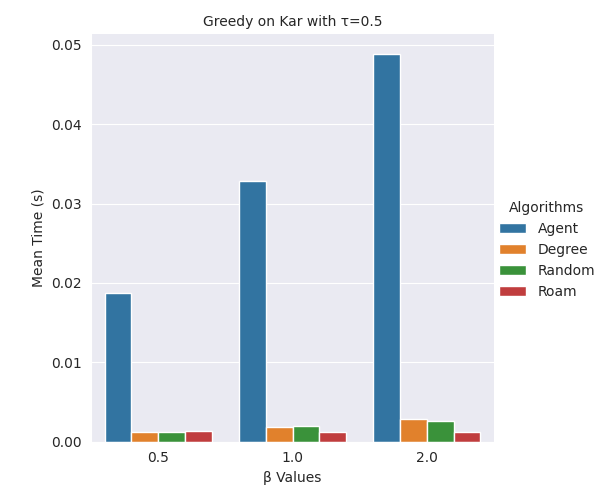 Greedy on Kar with τ=0.5
0.05
0.04
0.03
0.02
0.01
0.00
Mean Time (s)
0.5
1.0
2.0
β Values
Algorithms
Agent
Degree
Random
Roam